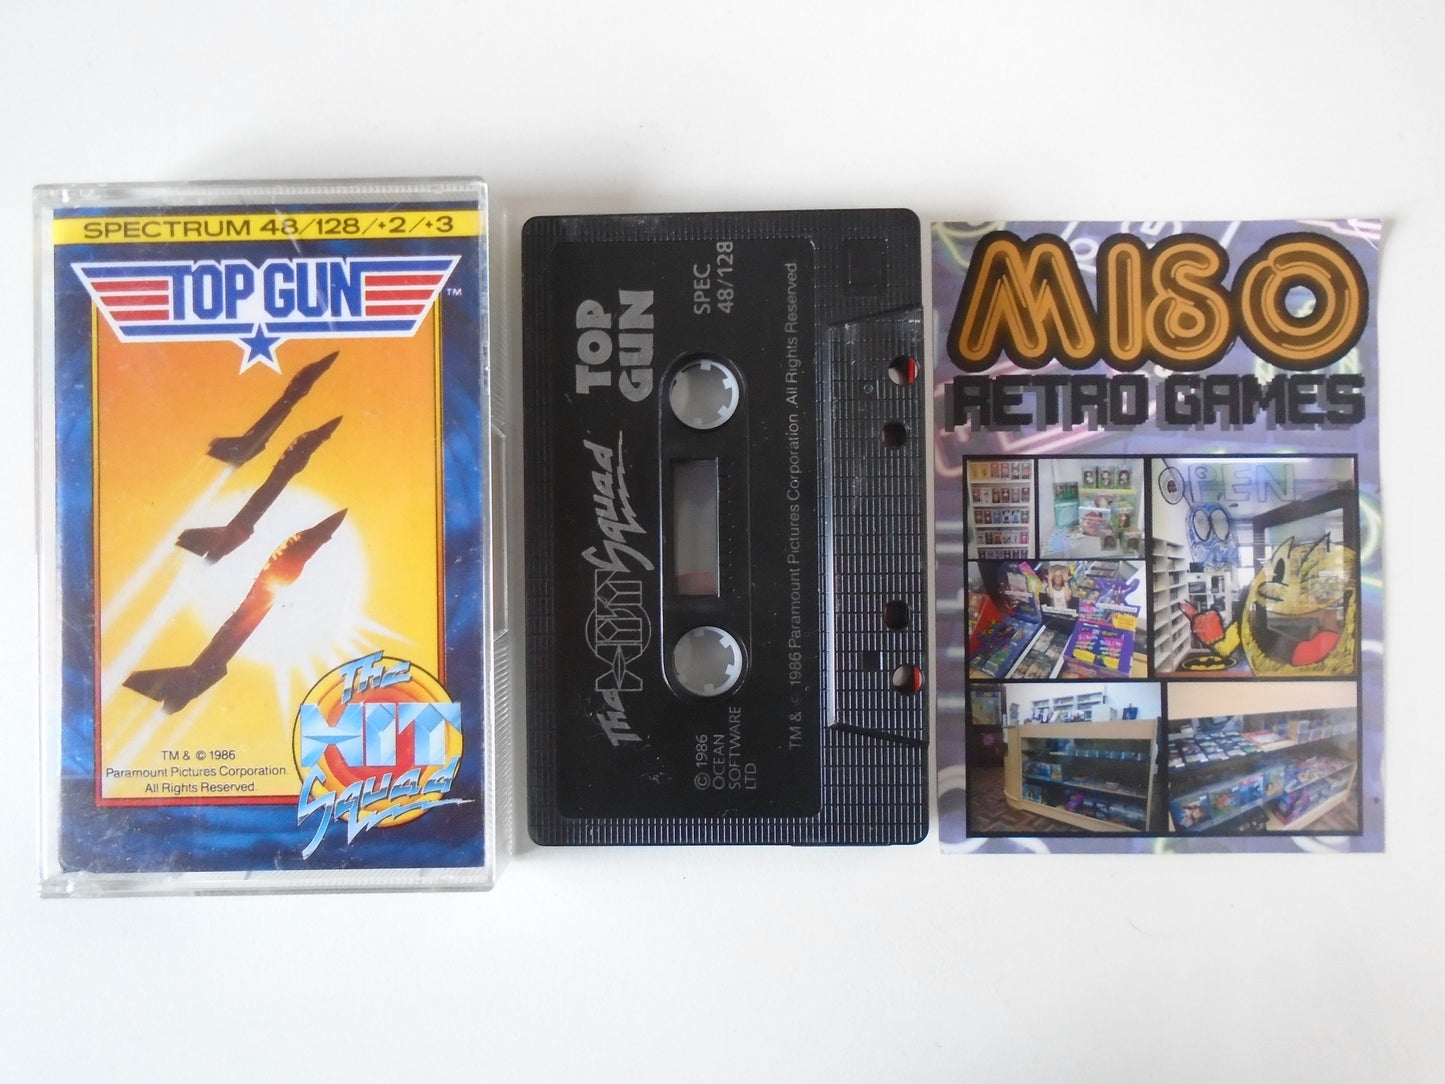 SPECTRUM 48/128/+2/+3
TOP GUN
TM
The
HIT
Squad
TM & © 1986
Paramount Pictures Corporation.
All Rights Reserved
The HIT Squad
TOP
GUN
SPEC
48/128
© 1986
OCEAN
SOFTWARE
LTD
TM & © 1986 Paramount Pictures Corporation. All Rights Reserved
MISO
RETRO GAMES
OPEN